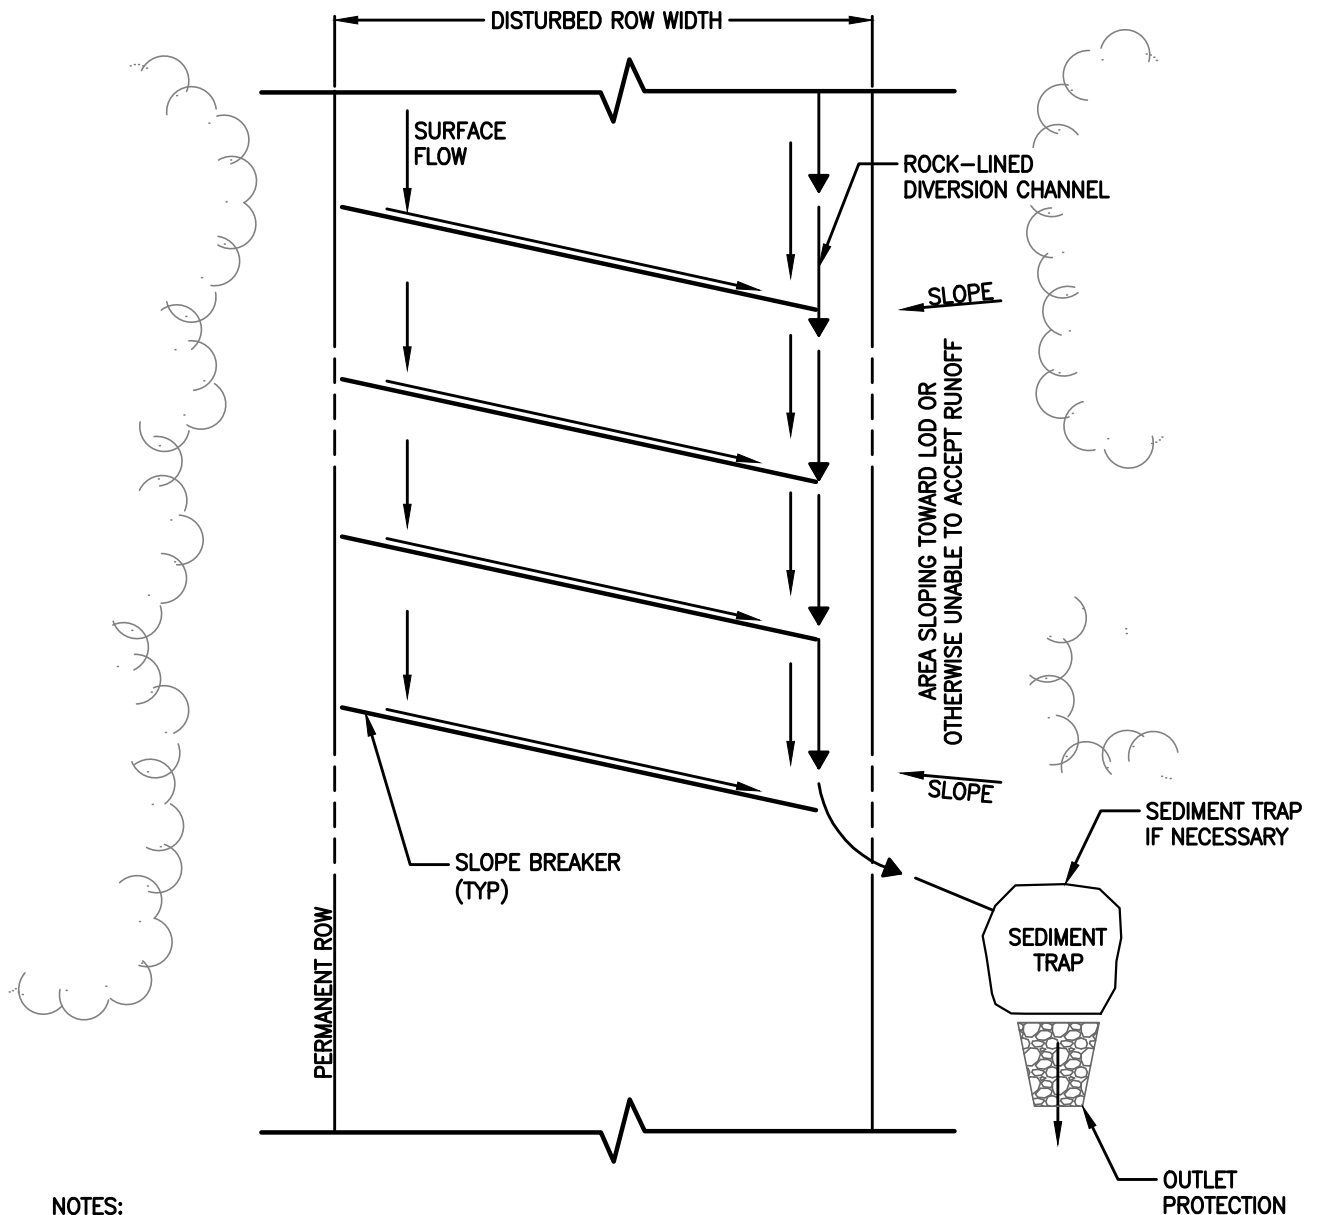 DISTURBED ROW WIDTH
SURFACE
FLOW
ROCK-LINED
DIVERSION CHANNEL
SLOPE
AREA SLOPING TOWARD LOD OR
OTHERWISE UNABLE TO ACCEPT RUNOFF
SLOPE
SEDIMENT TRAP
IF NECESSARY
SLOPE BREAKER
(TYP)
PERMANENT ROW
SEDIMENT
TRAP
OUTLET
PROTECTION
NOTES: